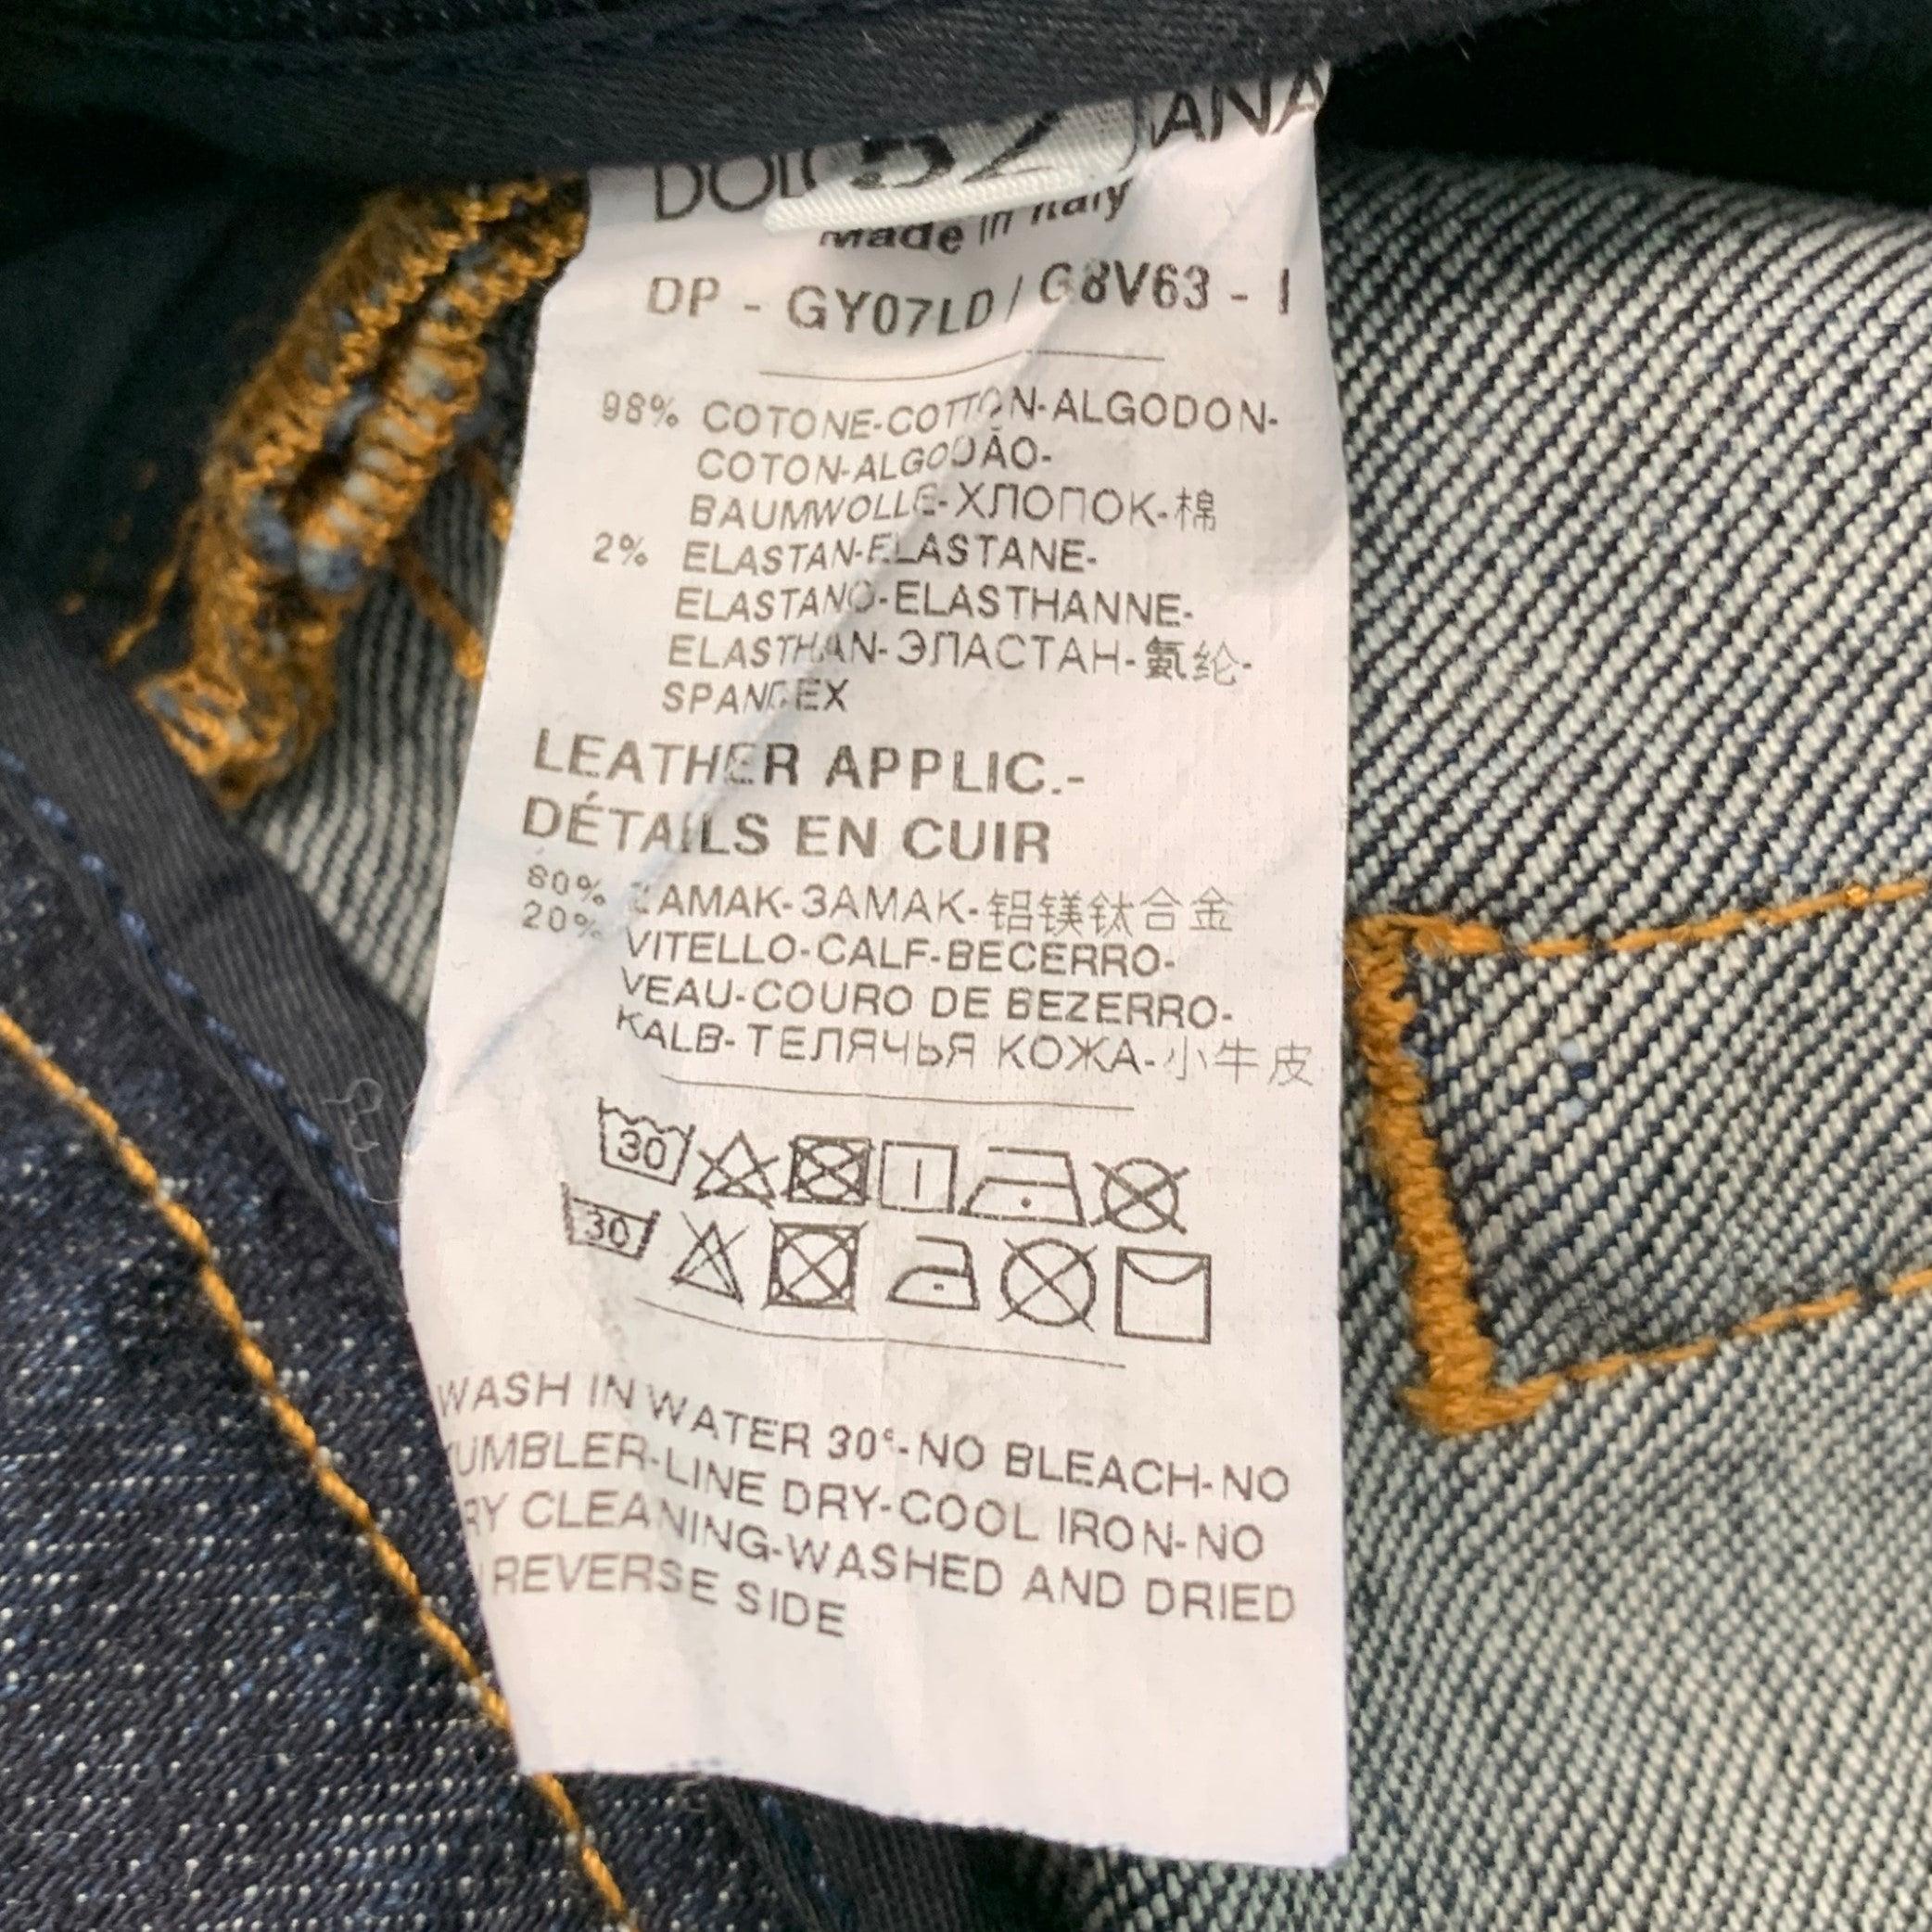 52
Made in Italy
DP - GY07LD / G8V63 - I
98% COTONE-COTTON-ALGODON-
COTON-ALGODÃO-
BAUMWOLLE-ХЛОПОК-棉
2% ELASTAN-ELASTANE-
ELASTANO-ELASTHANNE-
ELASTHAN-ЭЛАСТАН-氨纶-
SPANDEX
LEATHER APPLIC.-
DÉTAILS EN CUIR
80% ZAMAK-ЗАМАК-铝镁钛合金
20% VITELLO-CALF-BECERRO-
VEAU-COURO DE BEZERRO-
KALB-ТЕЛЯЧЬЯ КОЖА-小牛皮
30
30
WASH IN WATER 30°-NO BLEACH-NO
UMBLER-LINE DRY-COOL IRON-NO
RY CLEANING-WASHED AND DRIED
REVERSE SIDE